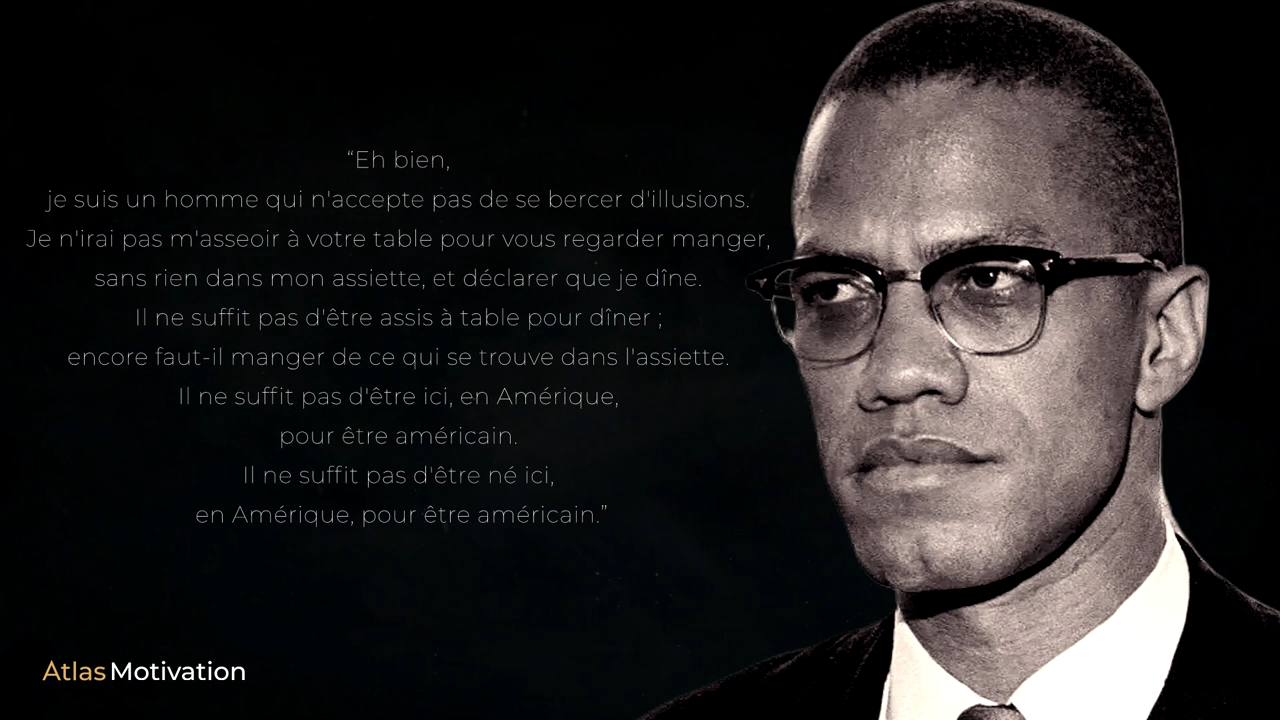 “Eh bien,
je suis un homme qui n'accepte pas de se bercer d'illusions.
Je n'irai pas m'asseoir à votre table pour vous regarder manger,
sans rien dans mon assiette, et déclarer que je dîne.
Il ne suffit pas d'être assis à table pour dîner ;
encore faut-il manger de ce qui se trouve dans l'assiette.
Il ne suffit pas d'être ici, en Amérique,
pour être américain.
Il ne suffit pas d'être né ici,
en Amérique, pour être américain.”
Atlas Motivation